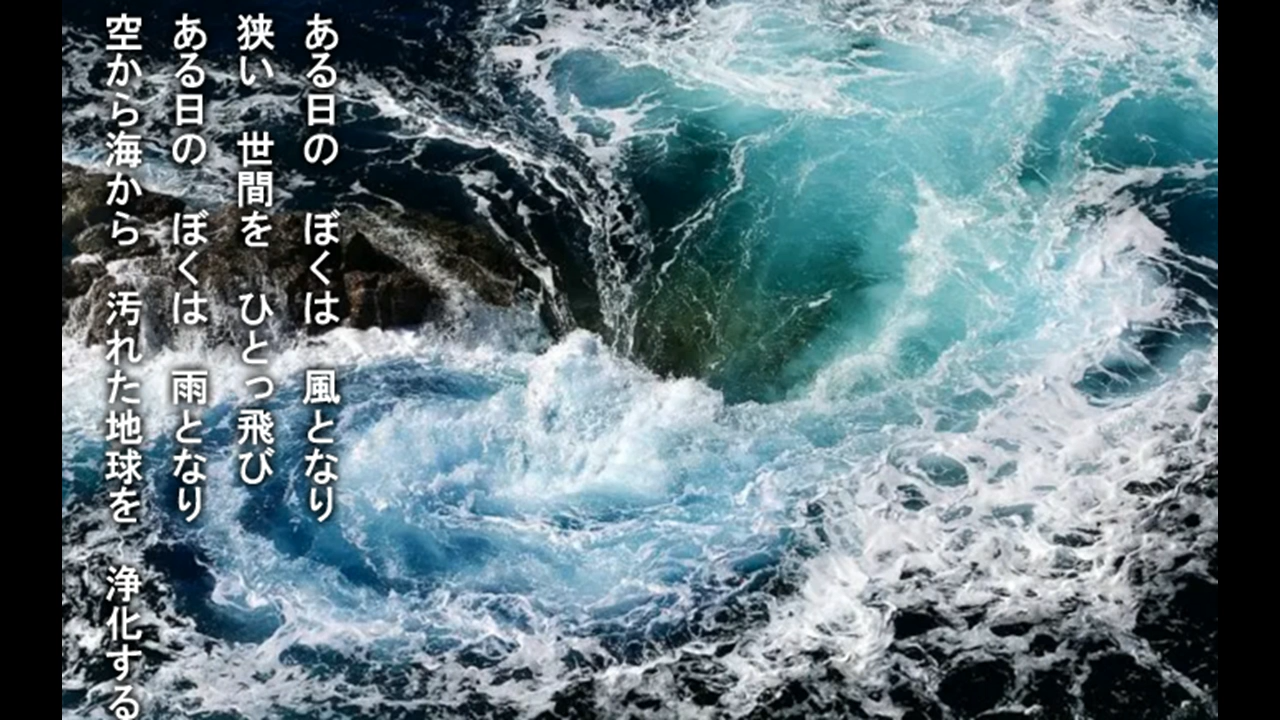 ある日の　ぼくは　風となり
狭い　世間を　ひとっ飛び
ある日の　ぼくは　雨となり
空から海から　汚れた地球を　浄化する